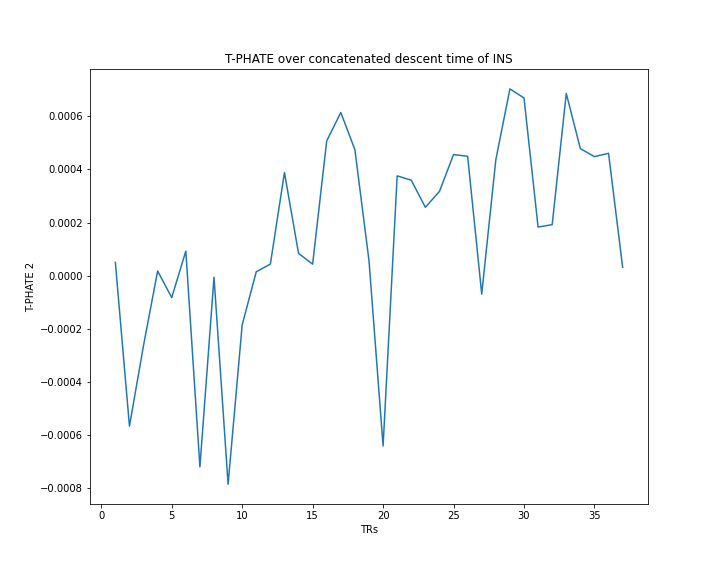 T-PHATE over concatenated descent time of INS
0.0006
0.0004
0.0002
0.0000
−0.0002
−0.0004
−0.0006
−0.0008
T-PHATE 2
0 5 10 15 20 25 30 35
TRs